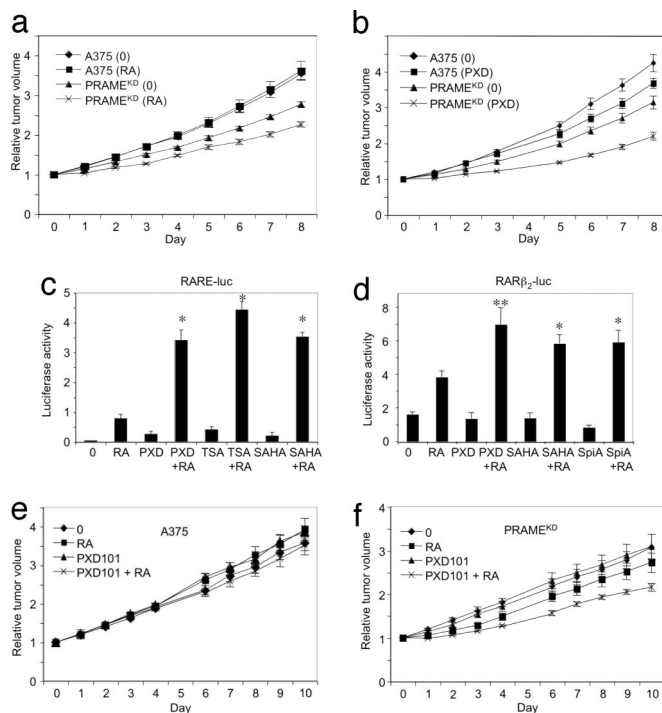 a
Relative tumor volume
4
3
2
1
0
A375 (0)
A375 (RA)
PRAMEKD (0)
PRAMEKD (RA)
0 1 2 3 4 5 6 7 8
Day
b
Relative tumor volume
5
4
3
2
1
0
A375 (0)
A375 (PXD)
PRAMEKD (0)
PRAMEKD (PXD)
0 1 2 3 4 5 6 7 8
Day
c
RARE-luc
Luciferase activity
5
4
3
2
1
0
* * *
0 RA PXD PXD +RA TSA TSA +RA SAHA SAHA +RA
d
RARβ2-luc
Luciferase activity
8
6
4
2
0
** * *
0 RA PXD PXD +RA SAHA SAHA +RA SpiA SpiA +RA
e
A375
Relative tumor volume
5
4
3
2
1
0
0
RA
PXD101
PXD101 + RA
0 1 2 3 4 5 6 7 8 9 10
Day
f
PRAMEKD
Relative tumor volume
4
3
2
1
0
0
RA
PXD101
PXD101 + RA
0 1 2 3 4 5 6 7 8 9 10
Day